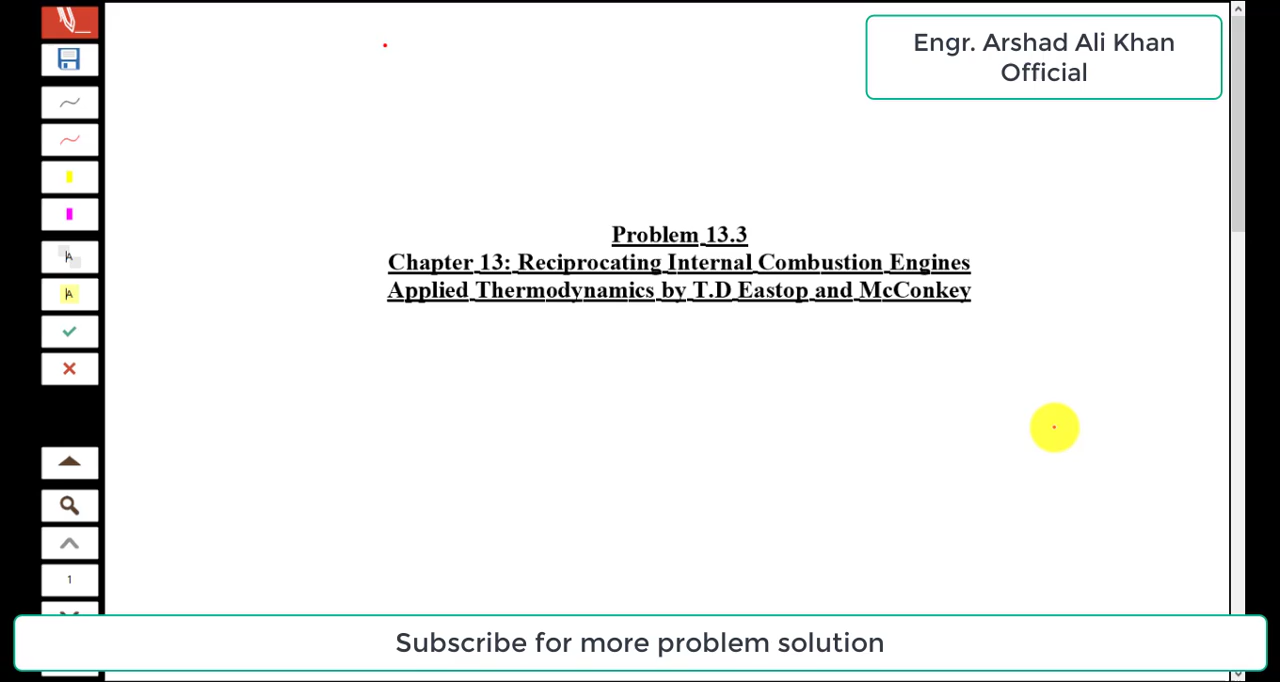 Engr. Arshad Ali Khan
Official
Problem 13.3
Chapter 13: Reciprocating Internal Combustion Engines
Applied Thermodynamics by T.D Eastop and McConkey
A
A
1
Subscribe for more problem solution